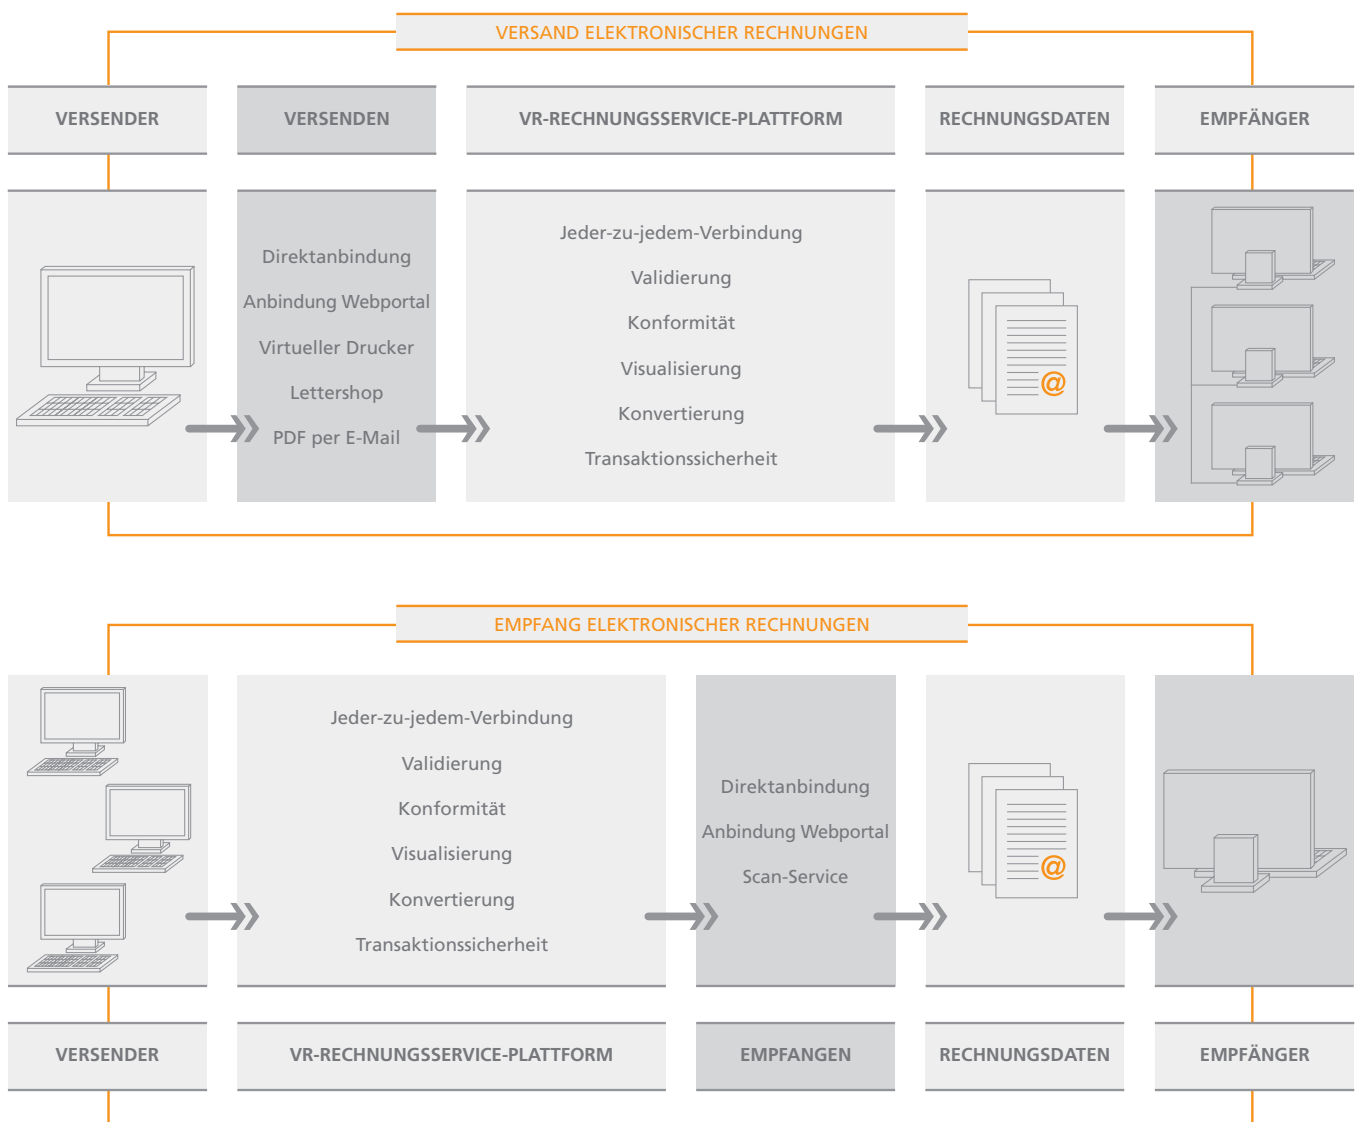 VERSAND ELEKTRONISCHER RECHNUNGEN
VERSENDER
VERSENDEN
VR-RECHNUNGSSERVICE-PLATTFORM
RECHNUNGSDATEN
EMPFÄNGER
Direktanbindung
Anbindung Webportal
Virtueller Drucker
Lettershop
PDF per E-Mail
Jeder-zu-jedem-Verbindung
Validierung
Konformität
Visualisierung
Konvertierung
Transaktionssicherheit
@
EMPFANG ELEKTRONISCHER RECHNUNGEN
Jeder-zu-jedem-Verbindung
Validierung
Konformität
Visualisierung
Konvertierung
Transaktionssicherheit
Direktanbindung
Anbindung Webportal
Scan-Service
@
VERSENDER
VR-RECHNUNGSSERVICE-PLATTFORM
EMPFANGEN
RECHNUNGSDATEN
EMPFÄNGER